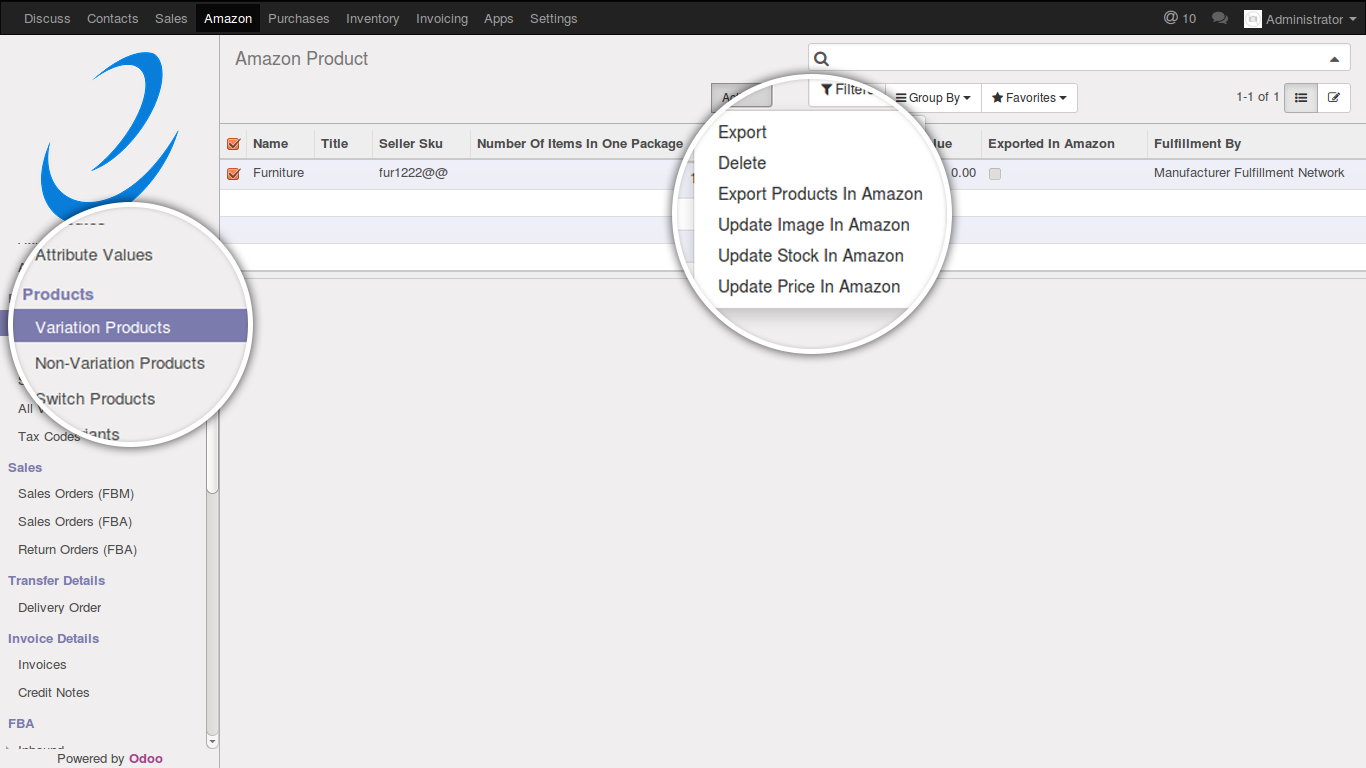 Discuss Contacts Sales Amazon Purchases Inventory Invoicing Apps Settings @ 10 Administrator
Amazon Product
Filters Group By Favorites 1-1 of 1
Name Title Seller Sku Number Of Items In One Package Exported In Amazon Fulfillment By
Furniture fur1222@@ 0.00 Manufacturer Fulfillment Network
Export
Delete
Export Products In Amazon
Update Image In Amazon
Update Stock In Amazon
Update Price In Amazon
Attribute Values
Products
Variation Products
Non-Variation Products
Switch Products
All
Tax Codes
Sales
Sales Orders (FBM)
Sales Orders (FBA)
Return Orders (FBA)
Transfer Details
Delivery Order
Invoice Details
Invoices
Credit Notes
FBA
Inbound
Powered by Odoo